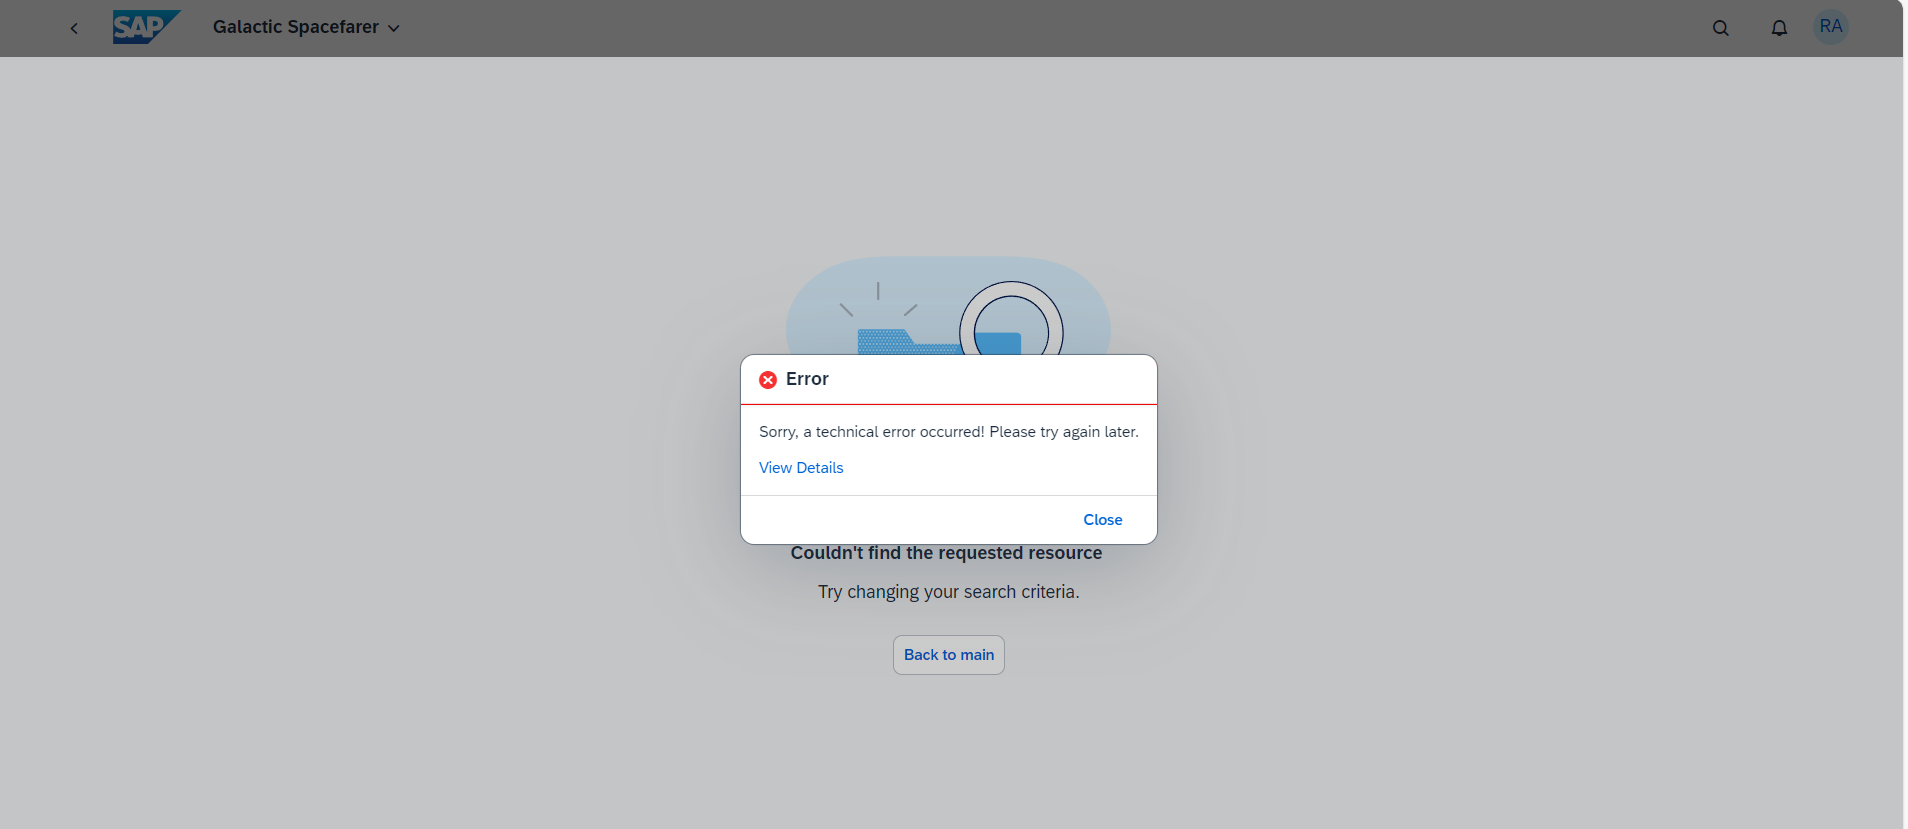 SAP
Galactic Spacefarer
RA
Error
Sorry, a technical error occurred! Please try again later.
View Details
Close
Couldn't find the requested resource
Try changing your search criteria.
Back to main